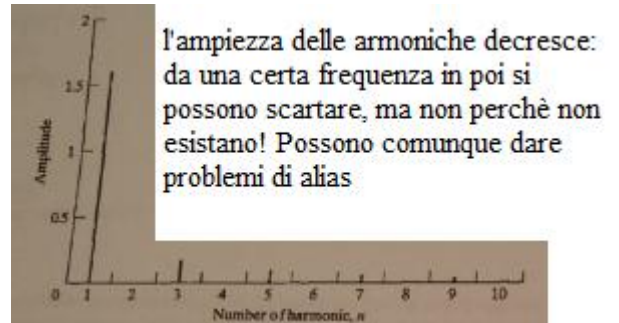 l'ampiezza delle armoniche decresce:
da una certa frequenza in poi si
possono scartare, ma non perchè non
esistano! Possono comunque dare
problemi di alias
2
1.5
1
0.5
Amplitude
0 1 2 3 4 5 6 7 8 9 10
Number of harmonic, n